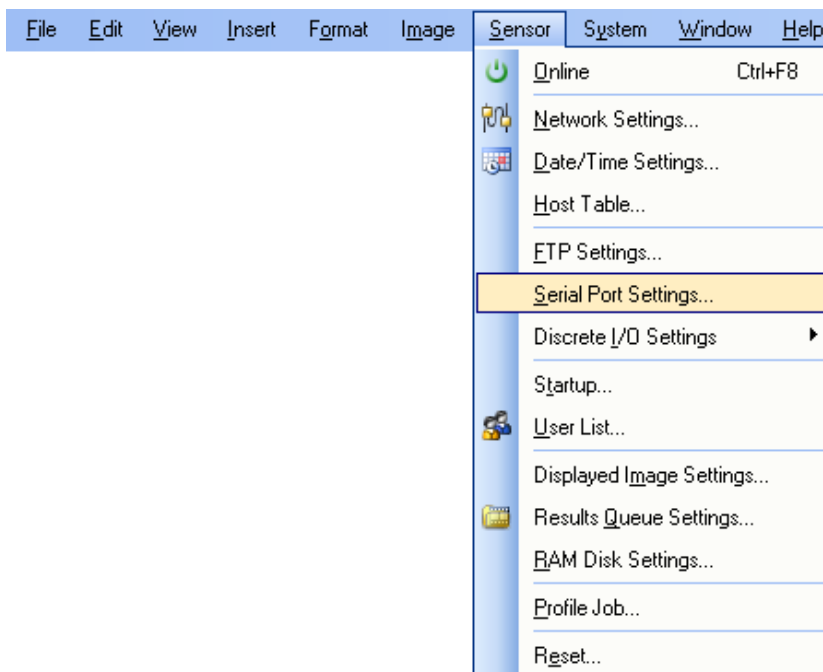 File Edit View Insert Format Image Sensor System Window Help
Online Ctrl+F8
Network Settings...
Date/Time Settings...
Host Table...
FTP Settings...
Serial Port Settings...
Discrete I/O Settings
Startup...
User List...
Displayed Image Settings...
Results Queue Settings...
RAM Disk Settings...
Profile Job...
Reset...